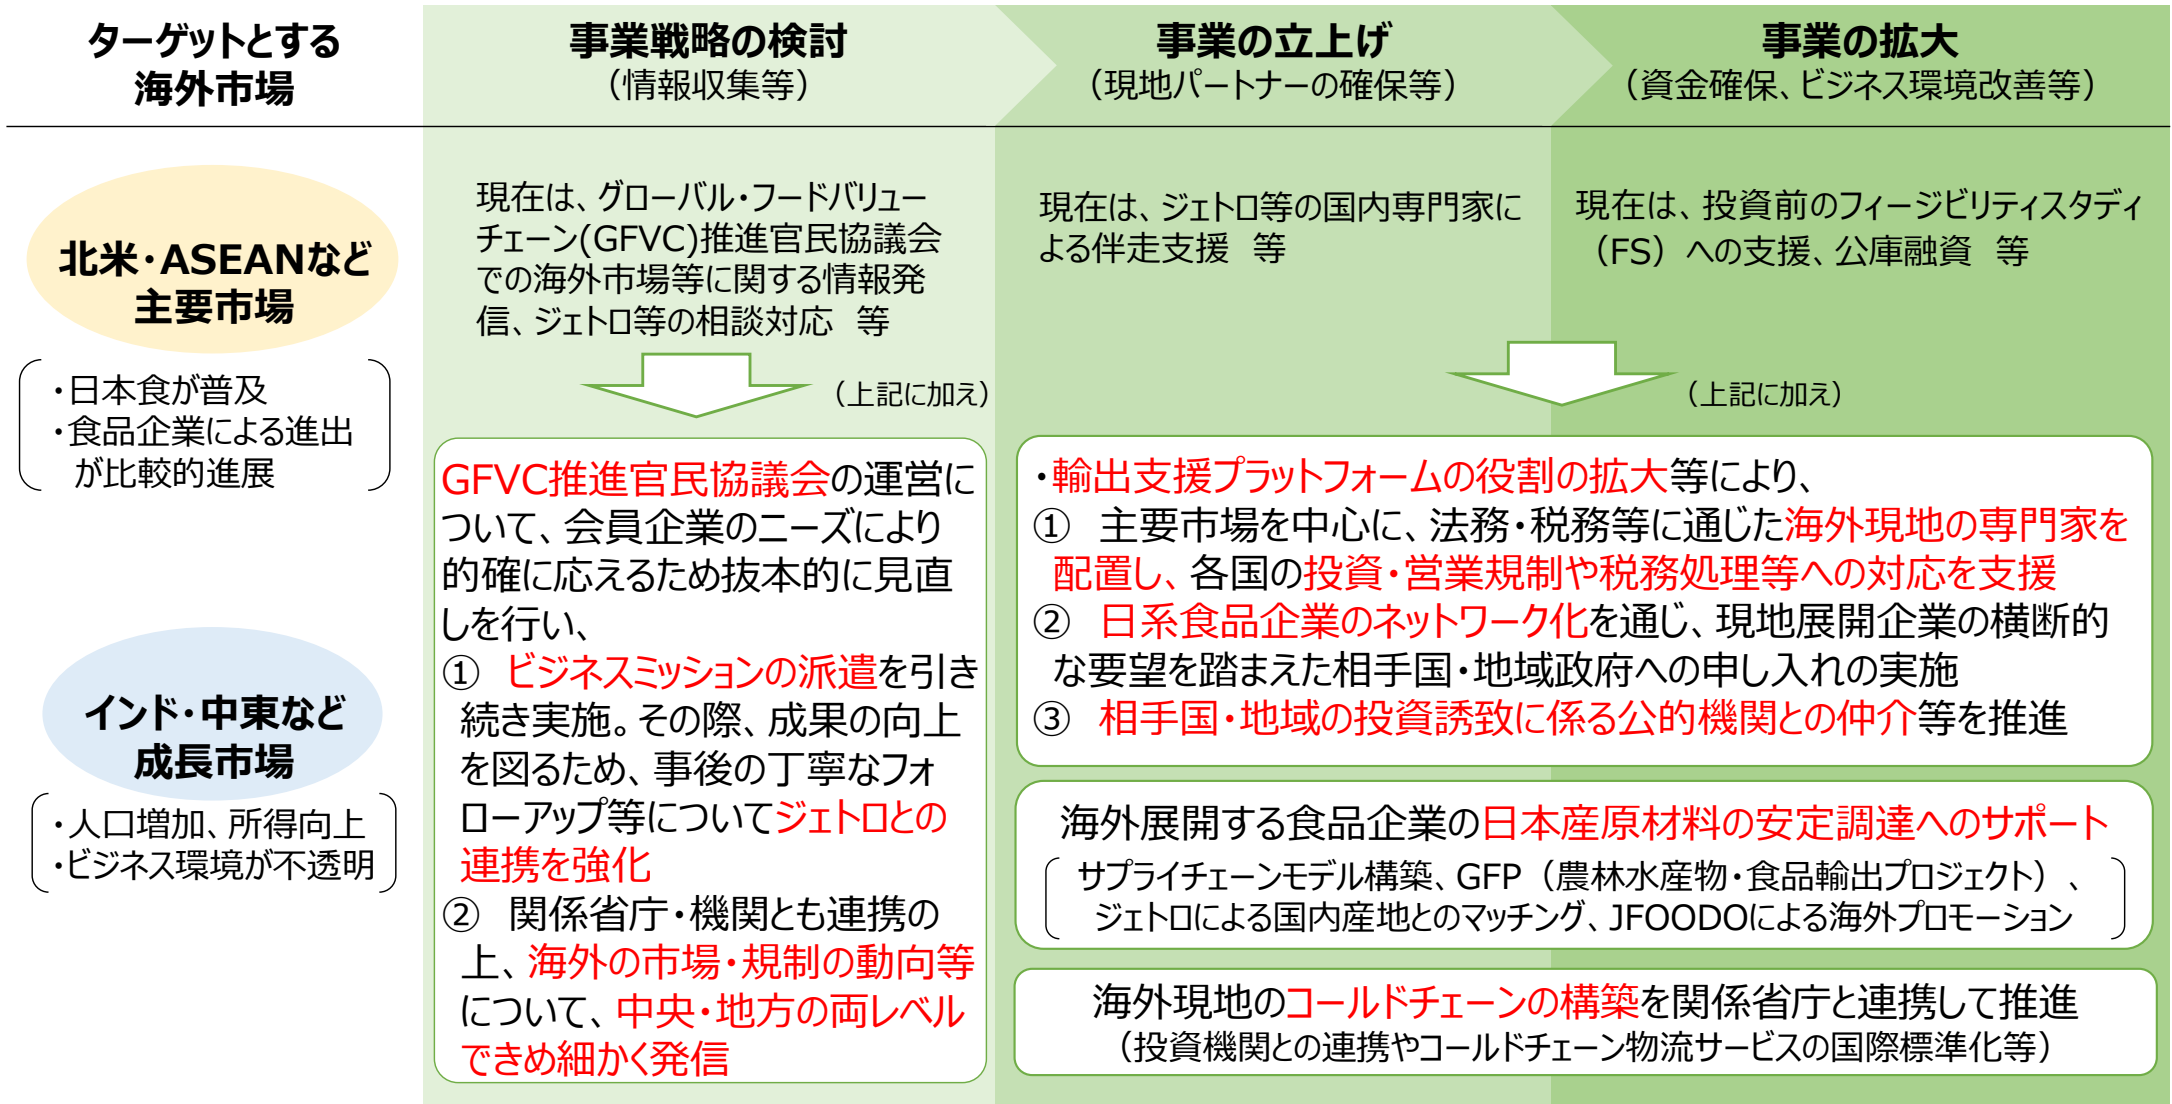 ターゲットとする
海外市場
事業戦略の検討
（情報収集等）
事業の立上げ
（現地パートナーの確保等）
事業の拡大
（資金確保、ビジネス環境改善等）
北米・ASEANなど
主要市場
・日本食が普及
・食品企業による進出
が比較的進展
インド・中東など
成長市場
・人口増加、所得向上
・ビジネス環境が不透明
現在は、グローバル・フードバリュー
チェーン(GFVC)推進官民協議会
での海外市場等に関する情報発
信、ジェトロ等の相談対応　等
（上記に加え）
GFVC推進官民協議会の運営に
ついて、会員企業のニーズにより
的確に応えるため抜本的に見直
しを行い、
①　ビジネスミッションの派遣を引き
続き実施。その際、成果の向上
を図るため、事後の丁寧なフォ
ローアップ等についてジェトロとの
連携を強化
②　関係省庁・機関とも連携の
上、海外の市場・規制の動向等
について、中央・地方の両レベル
できめ細かく発信
現在は、ジェトロ等の国内専門家に
よる伴走支援　等
現在は、投資前のフィージビリティスタディ
（FS）への支援、公庫融資　等
（上記に加え）
・輸出支援プラットフォームの役割の拡大等により、
①　主要市場を中心に、法務・税務等に通じた海外現地の専門家を
配置し、各国の投資・営業規制や税務処理等への対応を支援
②　日系食品企業のネットワーク化を通じ、現地展開企業の横断的
な要望を踏まえた相手国・地域政府への申し入れの実施
③　相手国・地域の投資誘致に係る公的機関との仲介等を推進
海外展開する食品企業の日本産原材料の安定調達へのサポート
サプライチェーンモデル構築、GFP（農林水産物・食品輸出プロジェクト）、
ジェトロによる国内産地とのマッチング、JFOODOによる海外プロモーション
海外現地のコールドチェーンの構築を関係省庁と連携して推進
（投資機関との連携やコールドチェーン物流サービスの国際標準化等）